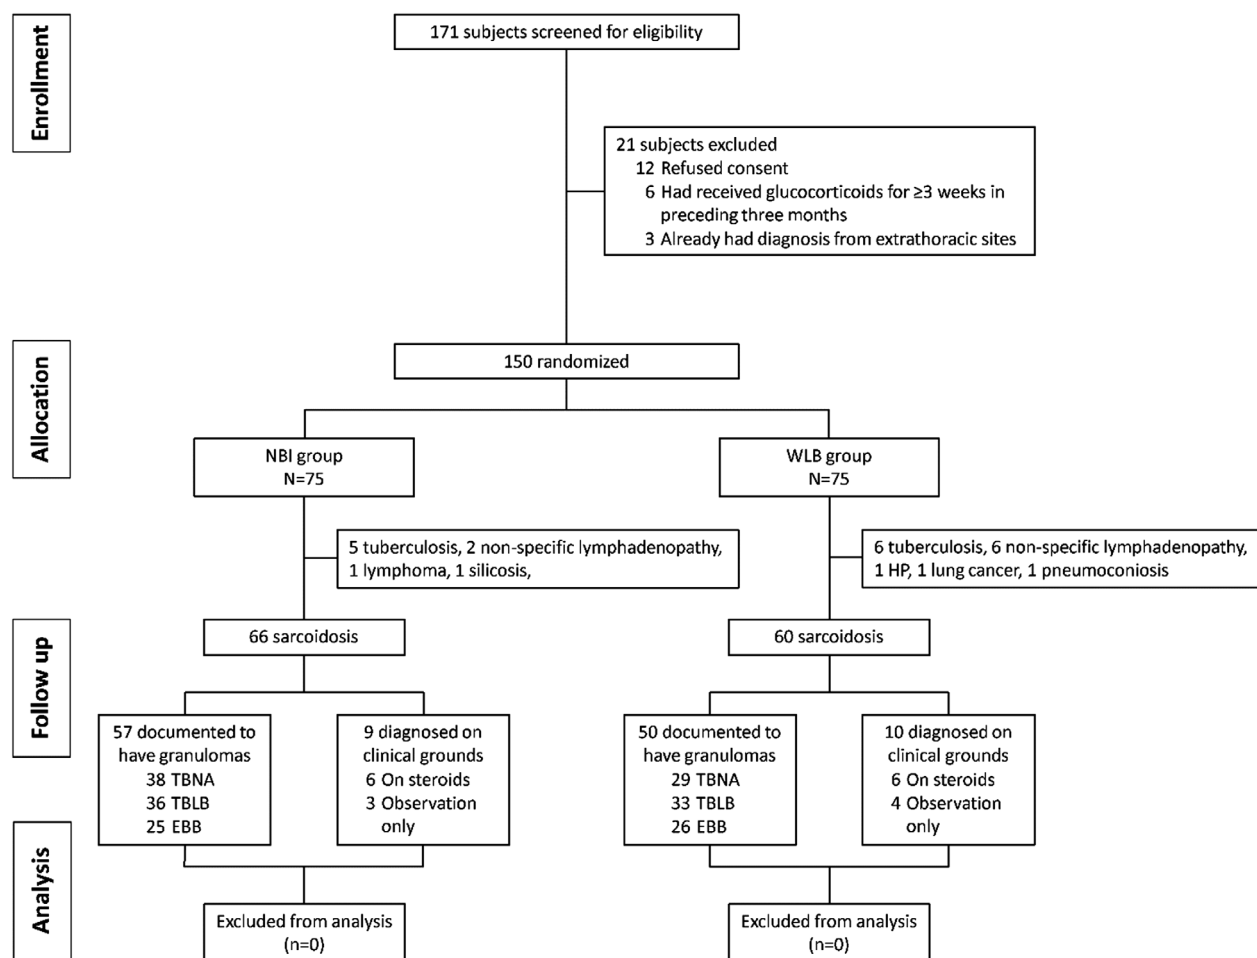 Enrollment
171 subjects screened for eligibility
21 subjects excluded
12 Refused consent
6 Had received glucocorticoids for ≥3 weeks in
preceding three months
3 Already had diagnosis from extrathoracic sites
Allocation
150 randomized
NBI group
N=75
WLB group
N=75
5 tuberculosis, 2 non-specific lymphadenopathy,
1 lymphoma, 1 silicosis,
6 tuberculosis, 6 non-specific lymphadenopathy,
1 HP, 1 lung cancer, 1 pneumoconiosis
Follow up
66 sarcoidosis
60 sarcoidosis
57 documented to
have granulomas
38 TBNA
36 TBLB
25 EBB
9 diagnosed on
clinical grounds
6 On steroids
3 Observation
only
50 documented to
have granulomas
29 TBNA
33 TBLB
26 EBB
10 diagnosed on
clinical grounds
6 On steroids
4 Observation
only
Analysis
Excluded from analysis
(n=0)
Excluded from analysis
(n=0)